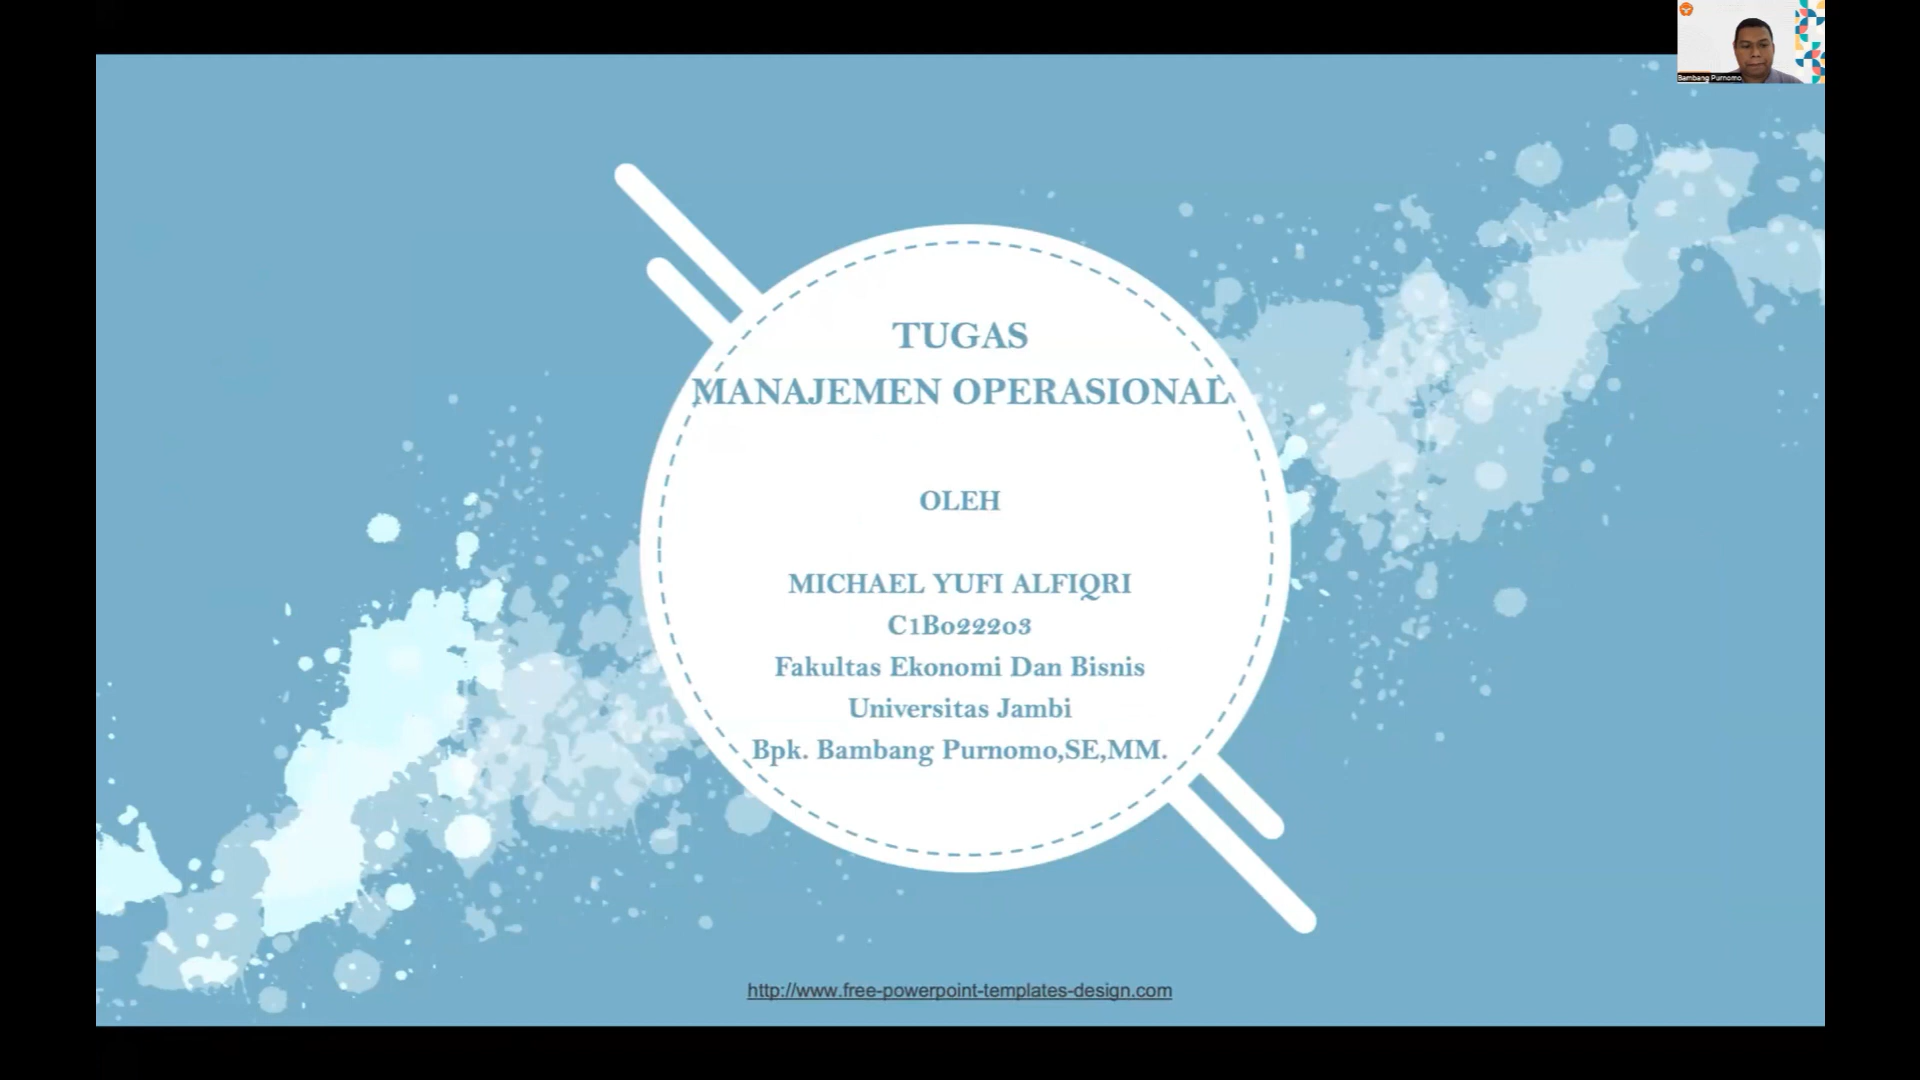 Bambang Purnomo
TUGAS
MANAJEMEN OPERASIONAL
OLEH
MICHAEL YUFI ALFIQRI
C1B022203
Fakultas Ekonomi Dan Bisnis
Universitas Jambi
Bpk. Bambang Purnomo,SE,MM.
http://www.free-powerpoint-templates-design.com